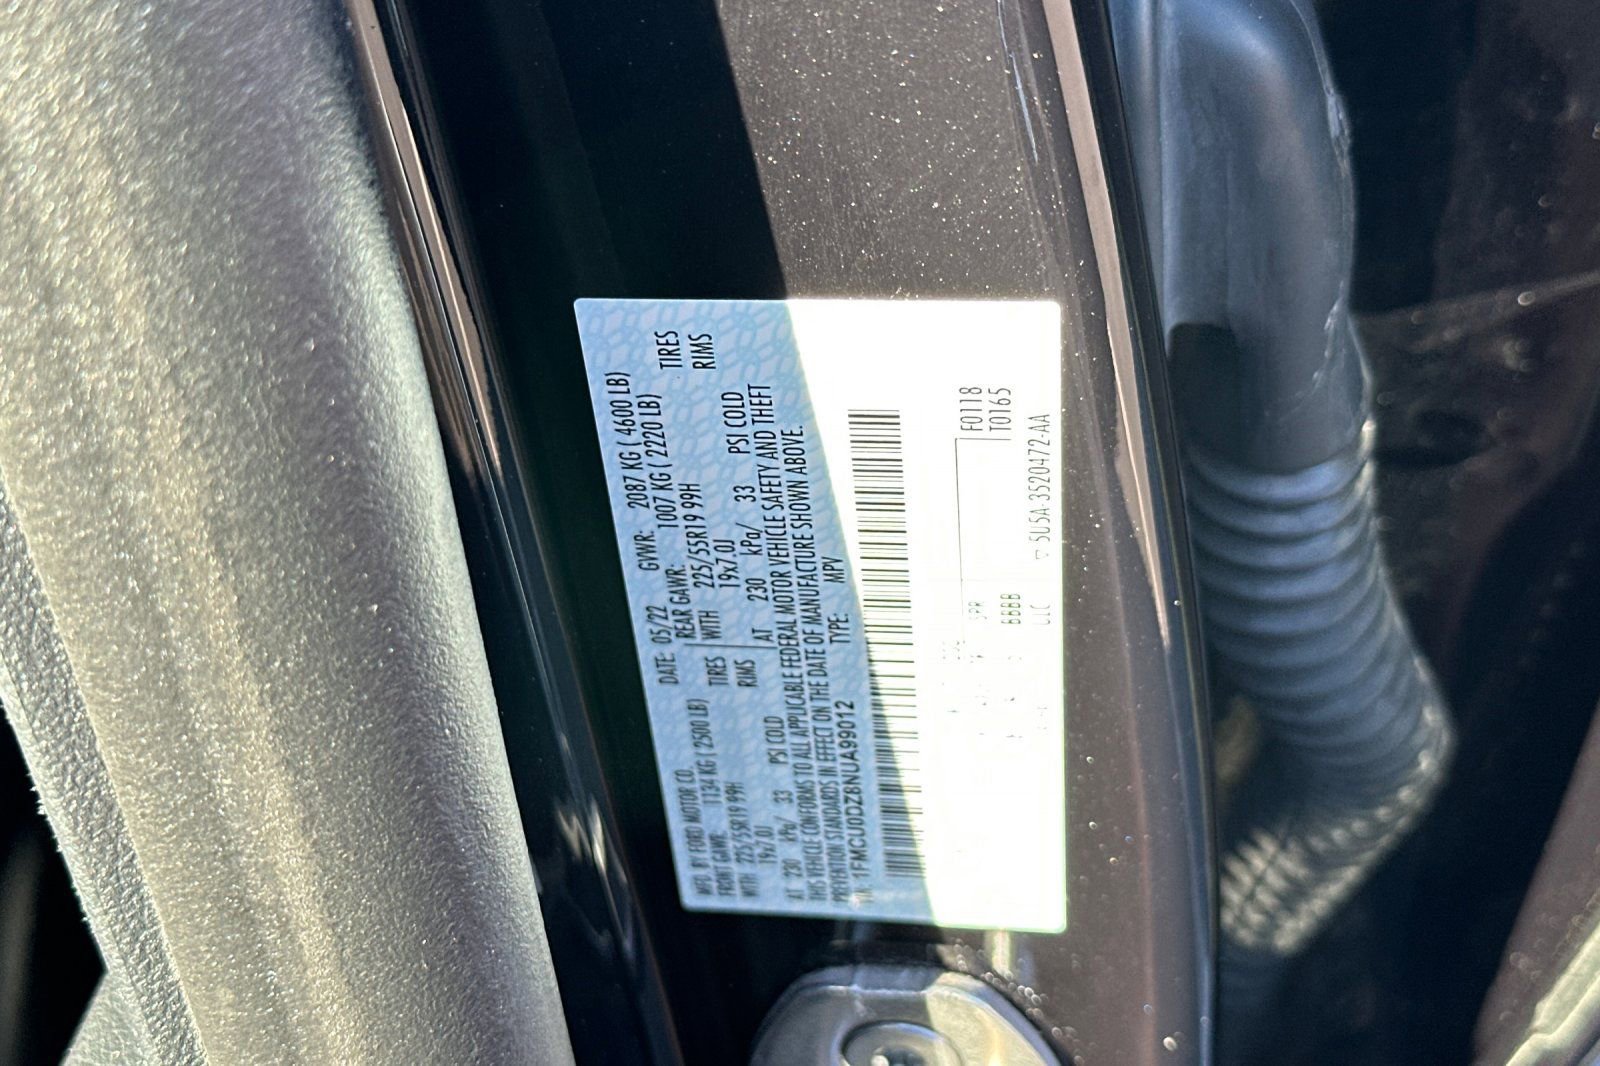 MFD. BY FORD MOTOR CO.
DATE: 05/22 GVWR: 2087 KG ( 4600 LB)
FRONT GAWR: 1134 KG ( 2500 LB) REAR GAWR: 1007 KG ( 2220 LB)
WITH 225/55R19 99H TIRES WITH 225/55R19 99H TIRES
19x7.0J RIMS 19x7.0J RIMS
AT 230 kPa/ 33 PSI COLD AT 230 kPa/ 33 PSI COLD
THIS VEHICLE CONFORMS TO ALL APPLICABLE FEDERAL MOTOR VEHICLE SAFETY AND THEFT
PREVENTION STANDARDS IN EFFECT ON THE DATE OF MANUFACTURE SHOWN ABOVE.
1FMCU0DZ8NUA99012 TYPE: MPV
F0118
T0165
SPR
BBBB
5U5A-3520472-AA